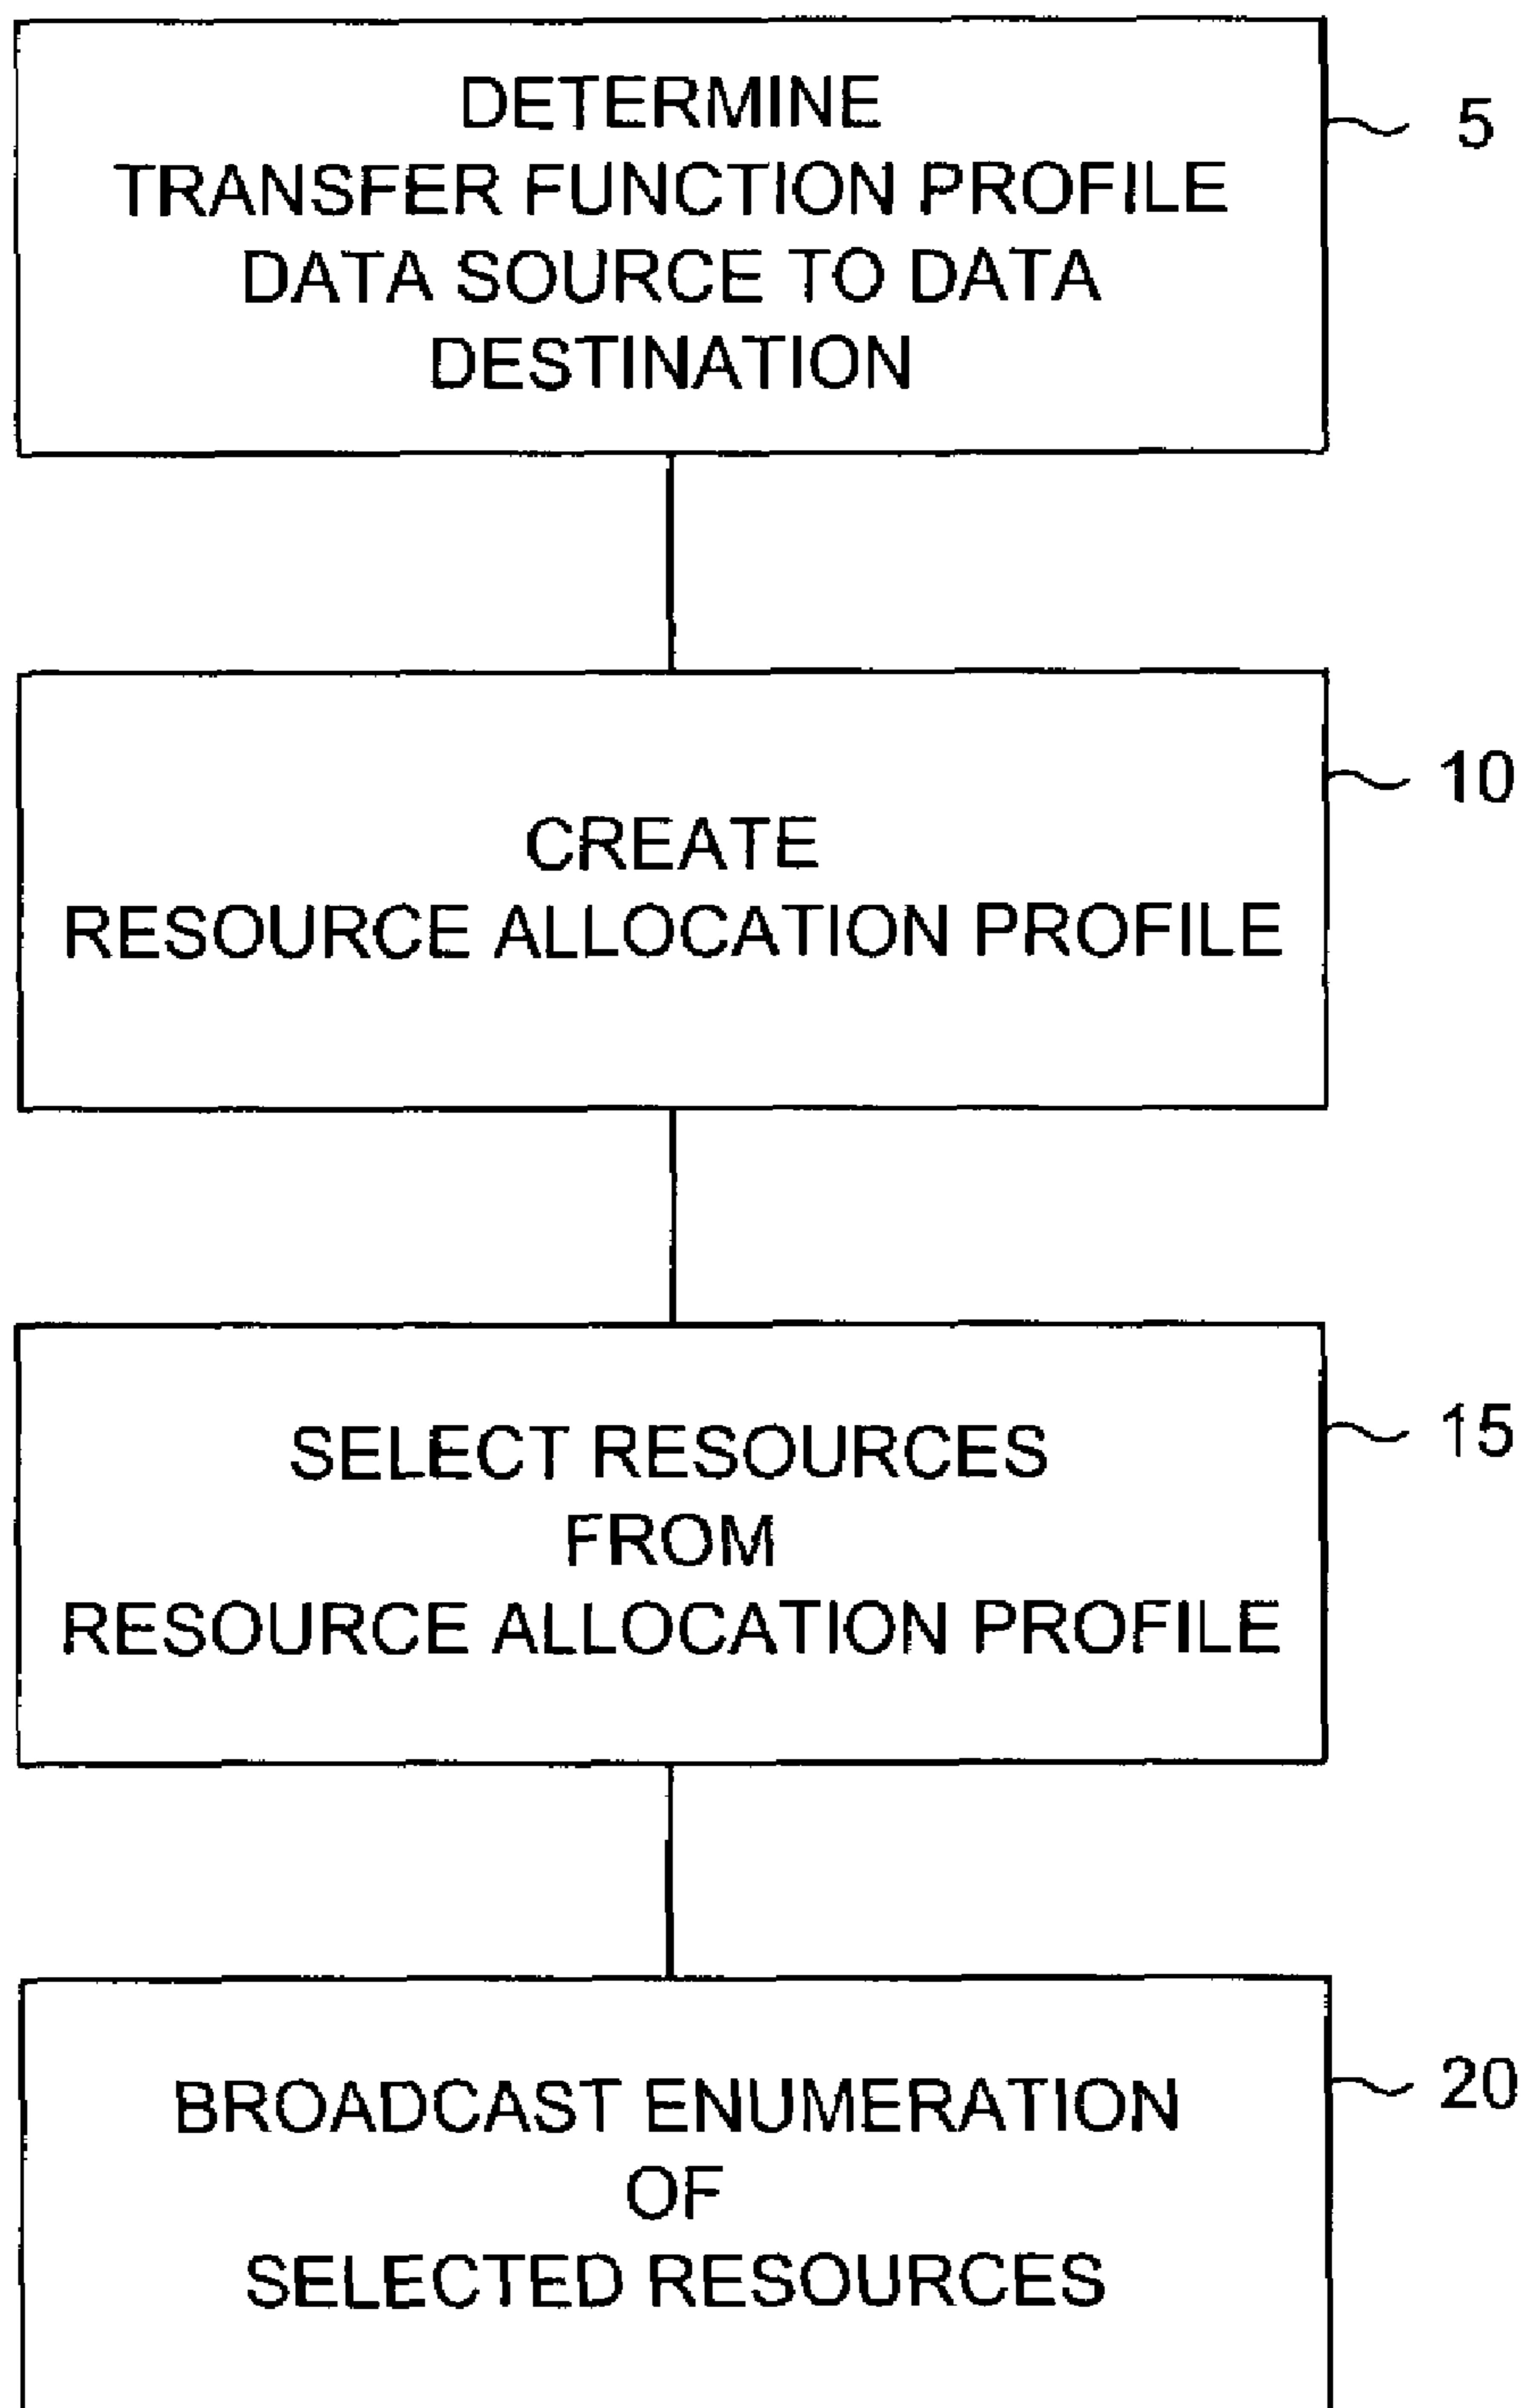 DETERMINE
TRANSFER FUNCTION PROFILE
DATA SOURCE TO DATA
DESTINATION
5
CREATE
RESOURCE ALLOCATION PROFILE
10
SELECT RESOURCES
FROM
RESOURCE ALLOCATION PROFILE
15
BROADCAST ENUMERATION
OF
SELECTED RESOURCES
20